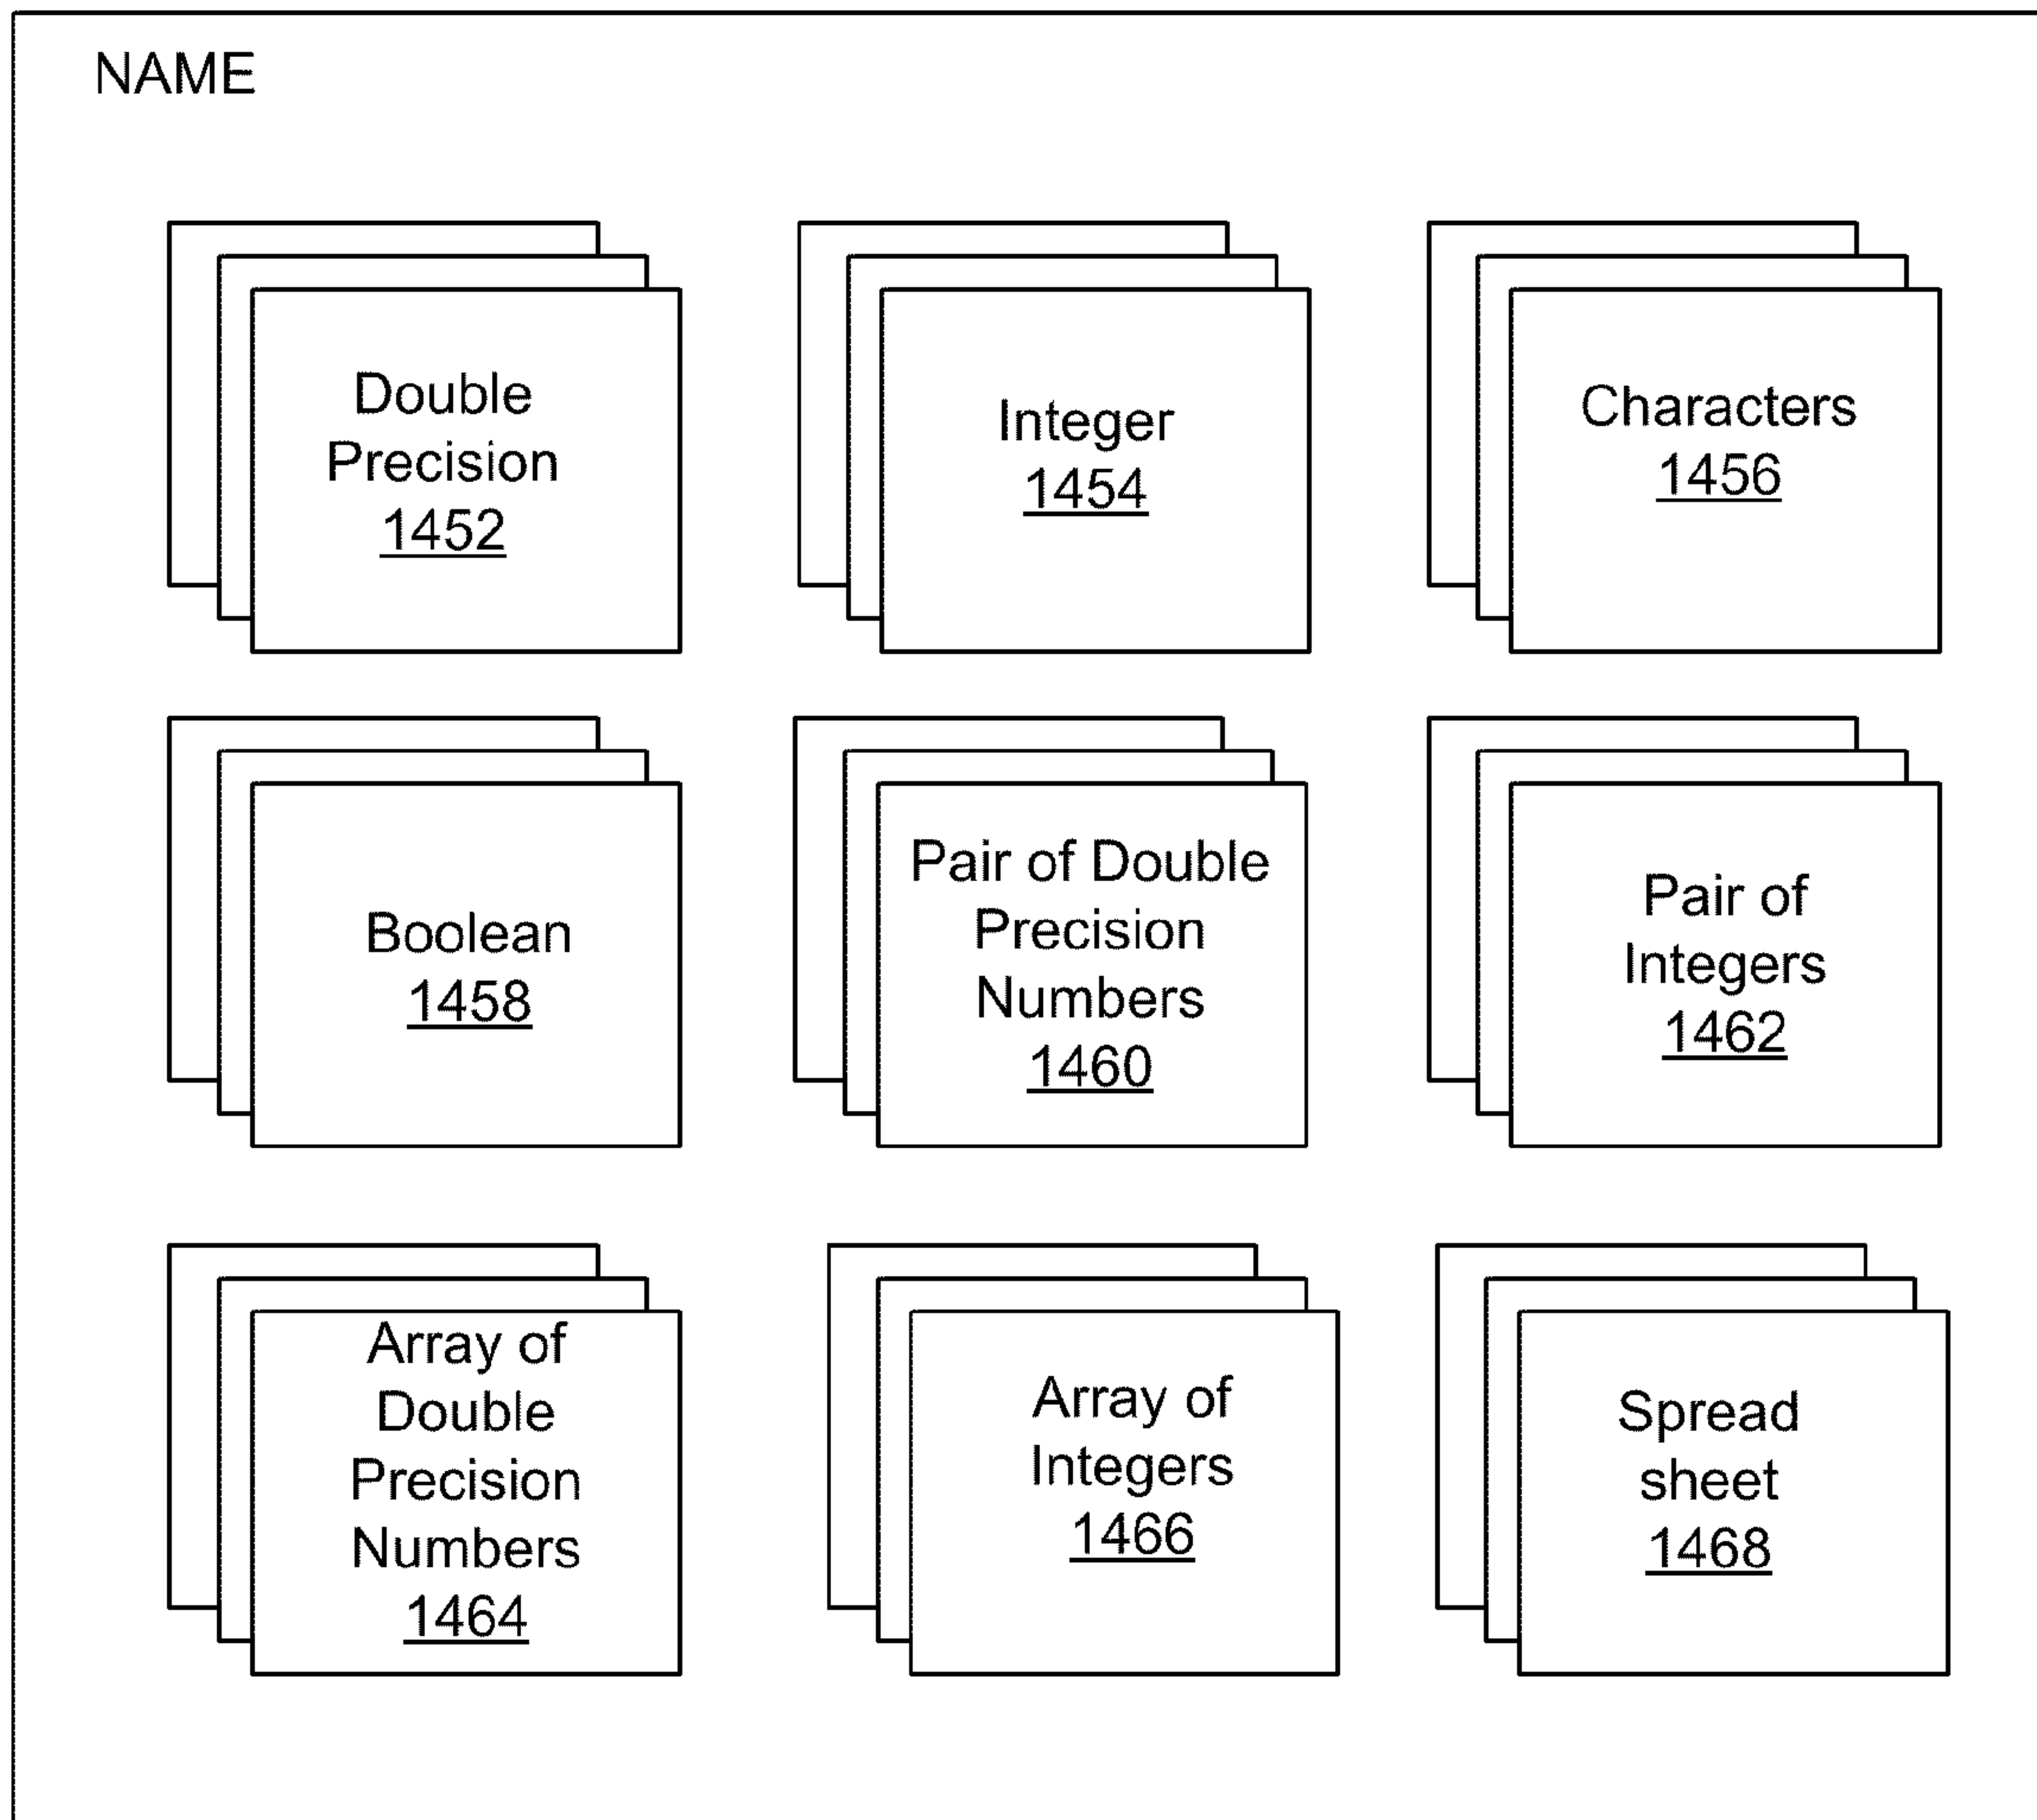 NAME
Double
Precision
1452
Integer
1454
Characters
1456
Boolean
1458
Pair of Double
Precision
Numbers
1460
Pair of
Integers
1462
Array of
Double
Precision
Numbers
1464
Array of
Integers
1466
Spread
sheet
1468